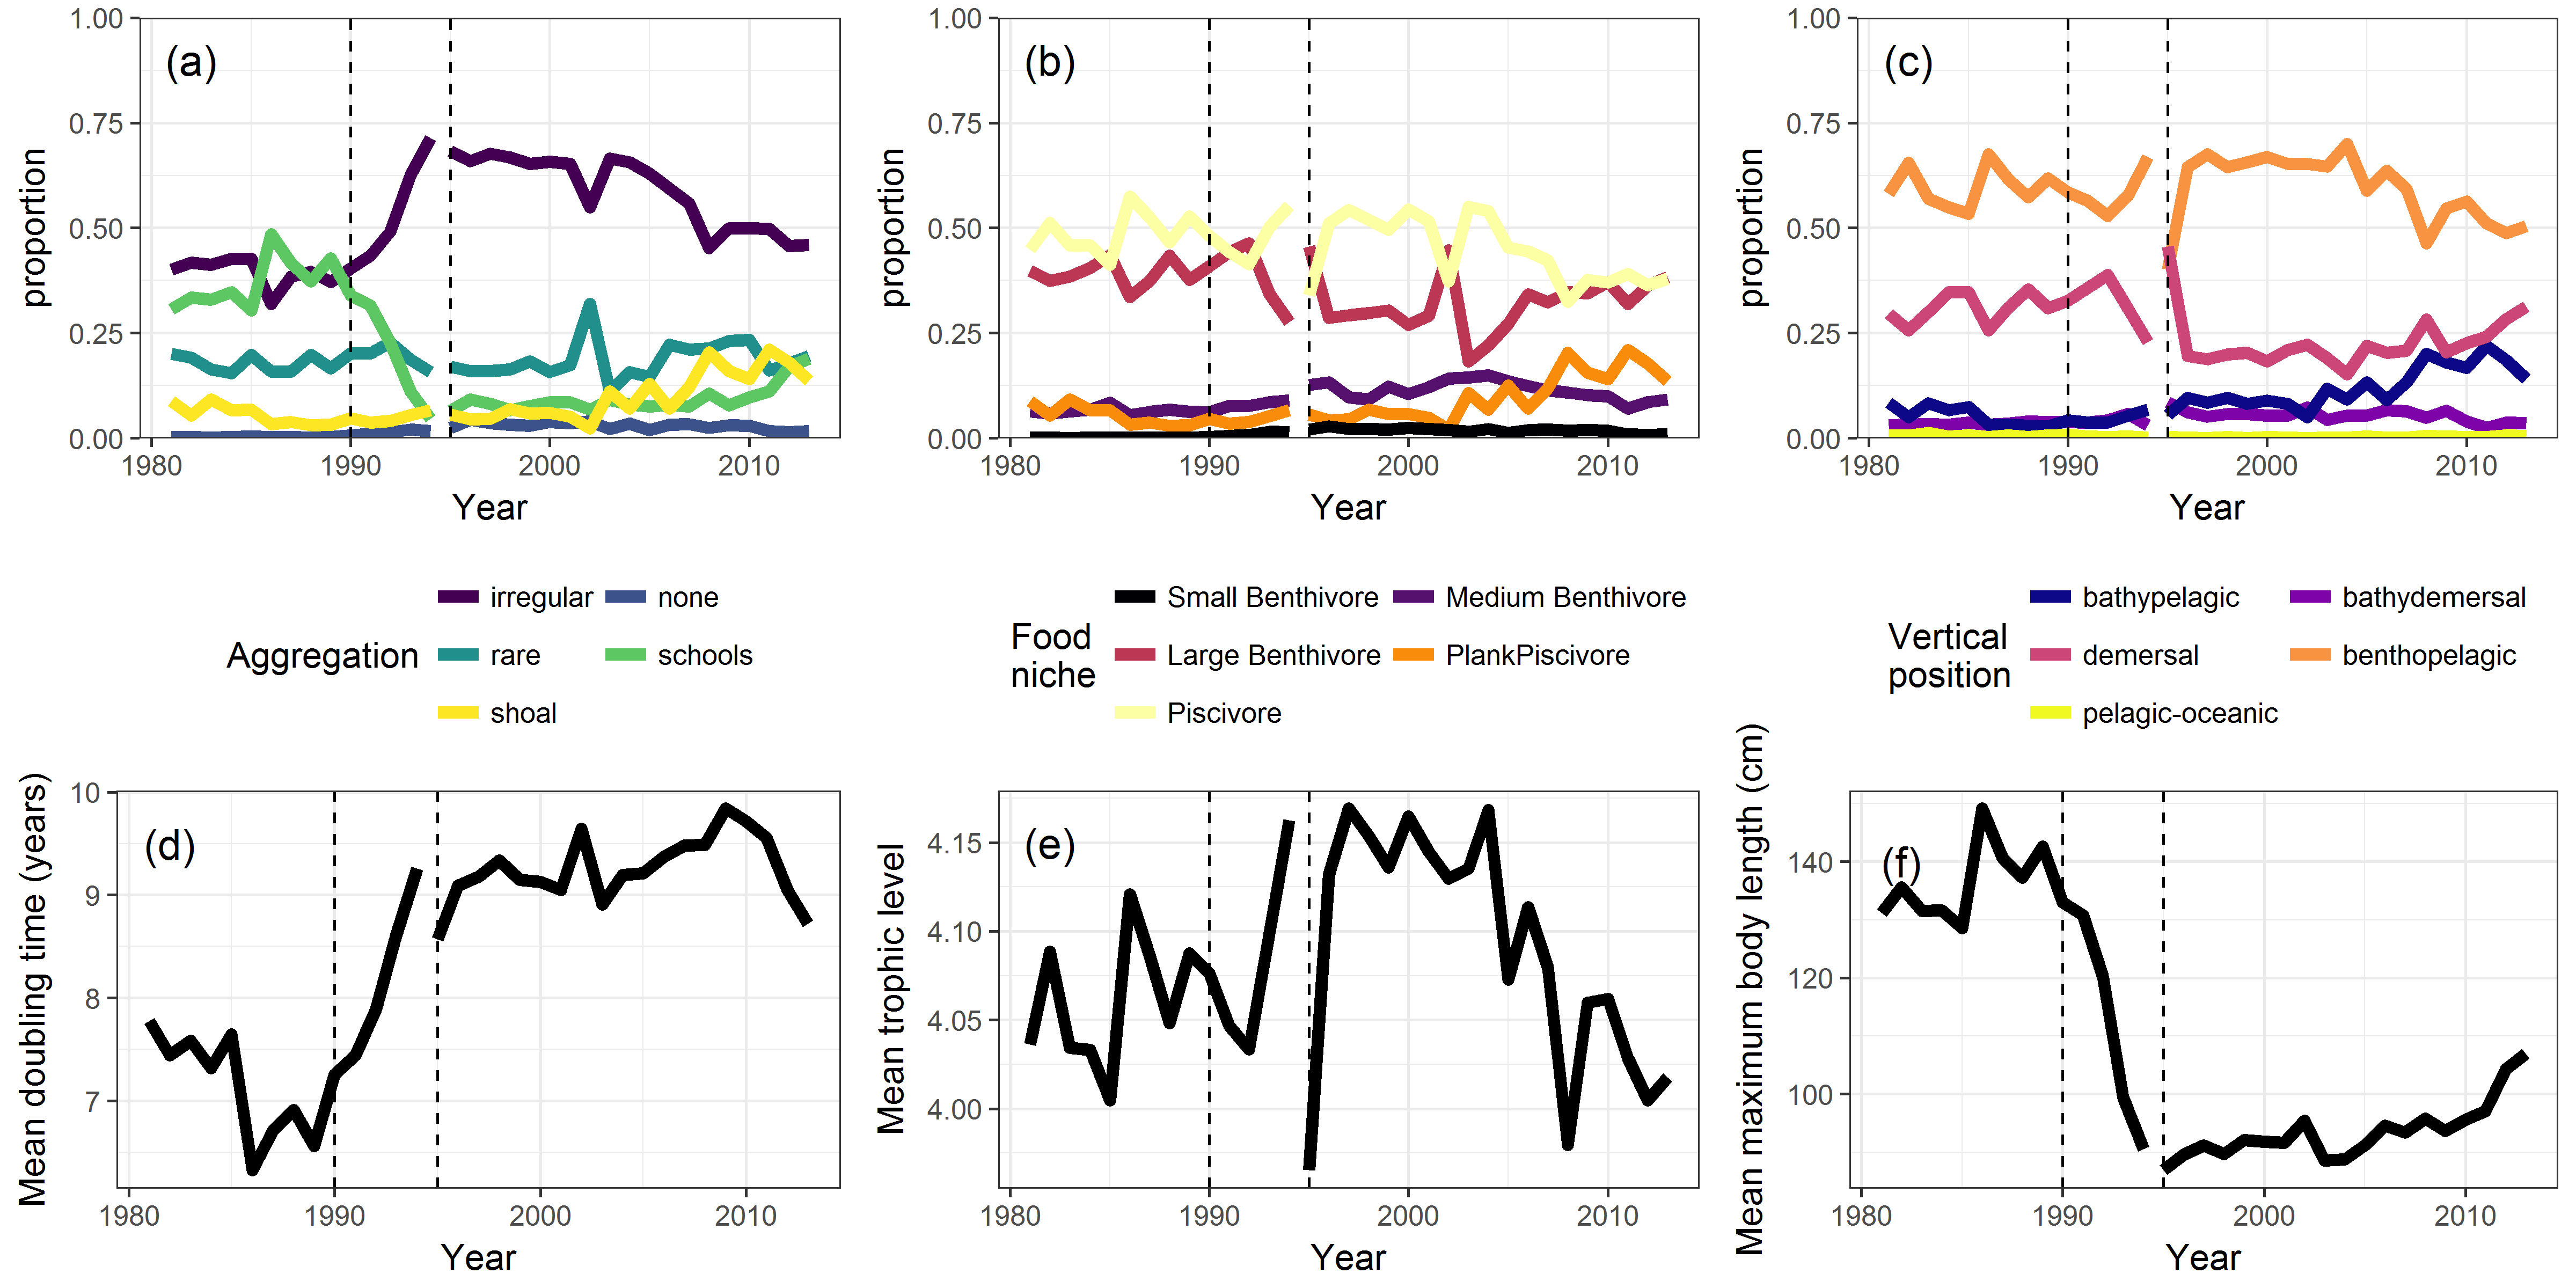 (a)
proportion
1.00
0.75
0.50
0.25
0.00
1980 1990 2000 2010
Year
(b)
proportion
1.00
0.75
0.50
0.25
0.00
1980 1990 2000 2010
Year
(c)
proportion
1.00
0.75
0.50
0.25
0.00
1980 1990 2000 2010
Year
Aggregation
irregular none
rare schools
shoal
Food
niche
Small Benthivore Medium Benthivore
Large Benthivore PlankPiscivore
Piscivore
Vertical
position
bathypelagic bathydemersal
demersal benthopelagic
pelagic-oceanic
(d)
Mean doubling time (years)
10
9
8
7
1980 1990 2000 2010
Year
(e)
Mean trophic level
4.15
4.10
4.05
4.00
1980 1990 2000 2010
Year
(f)
Mean maximum body length (cm)
140
120
100
1980 1990 2000 2010
Year